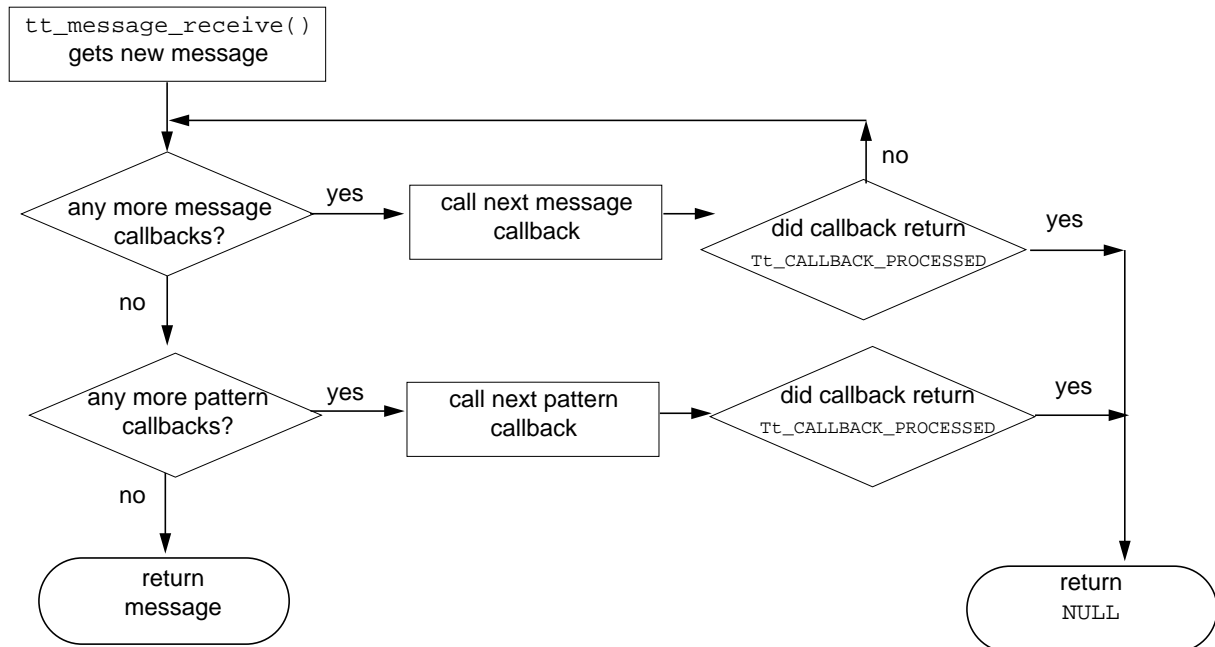 tt_message_receive()
gets new message
no
any more message
callbacks?
yes
call next message
callback
did callback return
Tt_CALLBACK_PROCESSED
yes
no
any more pattern
callbacks?
yes
call next pattern
callback
did callback return
Tt_CALLBACK_PROCESSED
yes
no
return
message
return
NULL